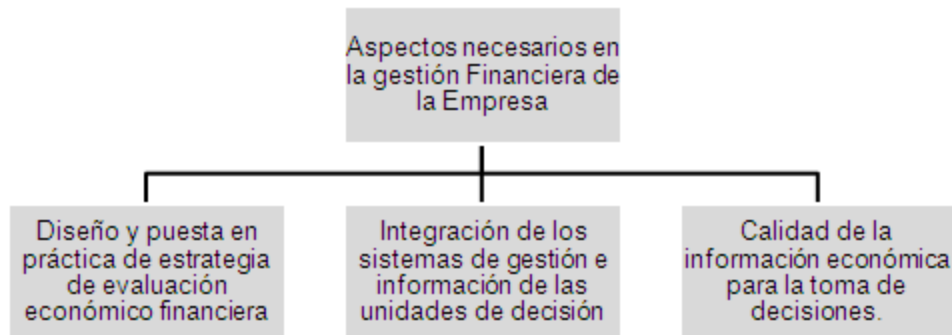 Aspectos necesarios en
la gestión Financiera de
la Empresa
Diseño y puesta en
práctica de estrategia
de evaluación
económico financiera
Integración de los
sistemas de gestión e
información de las
unidades de decisión
Calidad de la
información económica
para la toma de
decisiones.